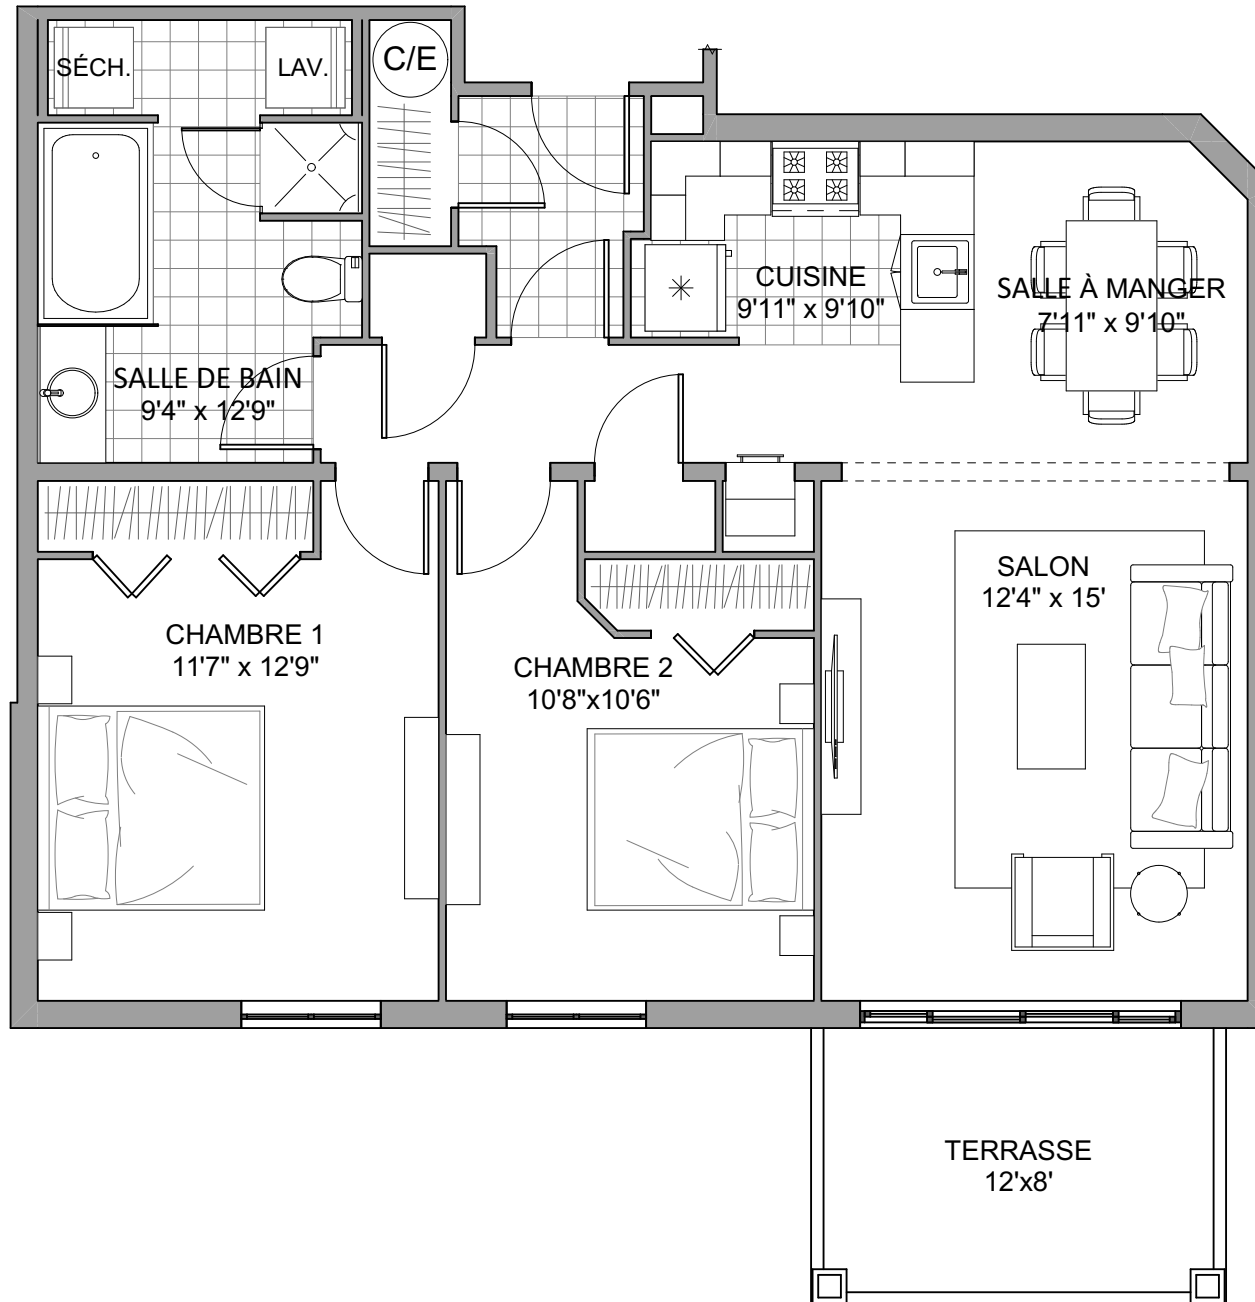 SÉCH.
LAV.
C/E
CUISINE
9'11" x 9'10"
SALLE À MANGER
7'11" x 9'10"
SALLE DE BAIN
9'4" x 12'9"
SALON
12'4" x 15'
CHAMBRE 1
11'7" x 12'9"
CHAMBRE 2
10'8"x10'6"
TERRASSE
12'x8'